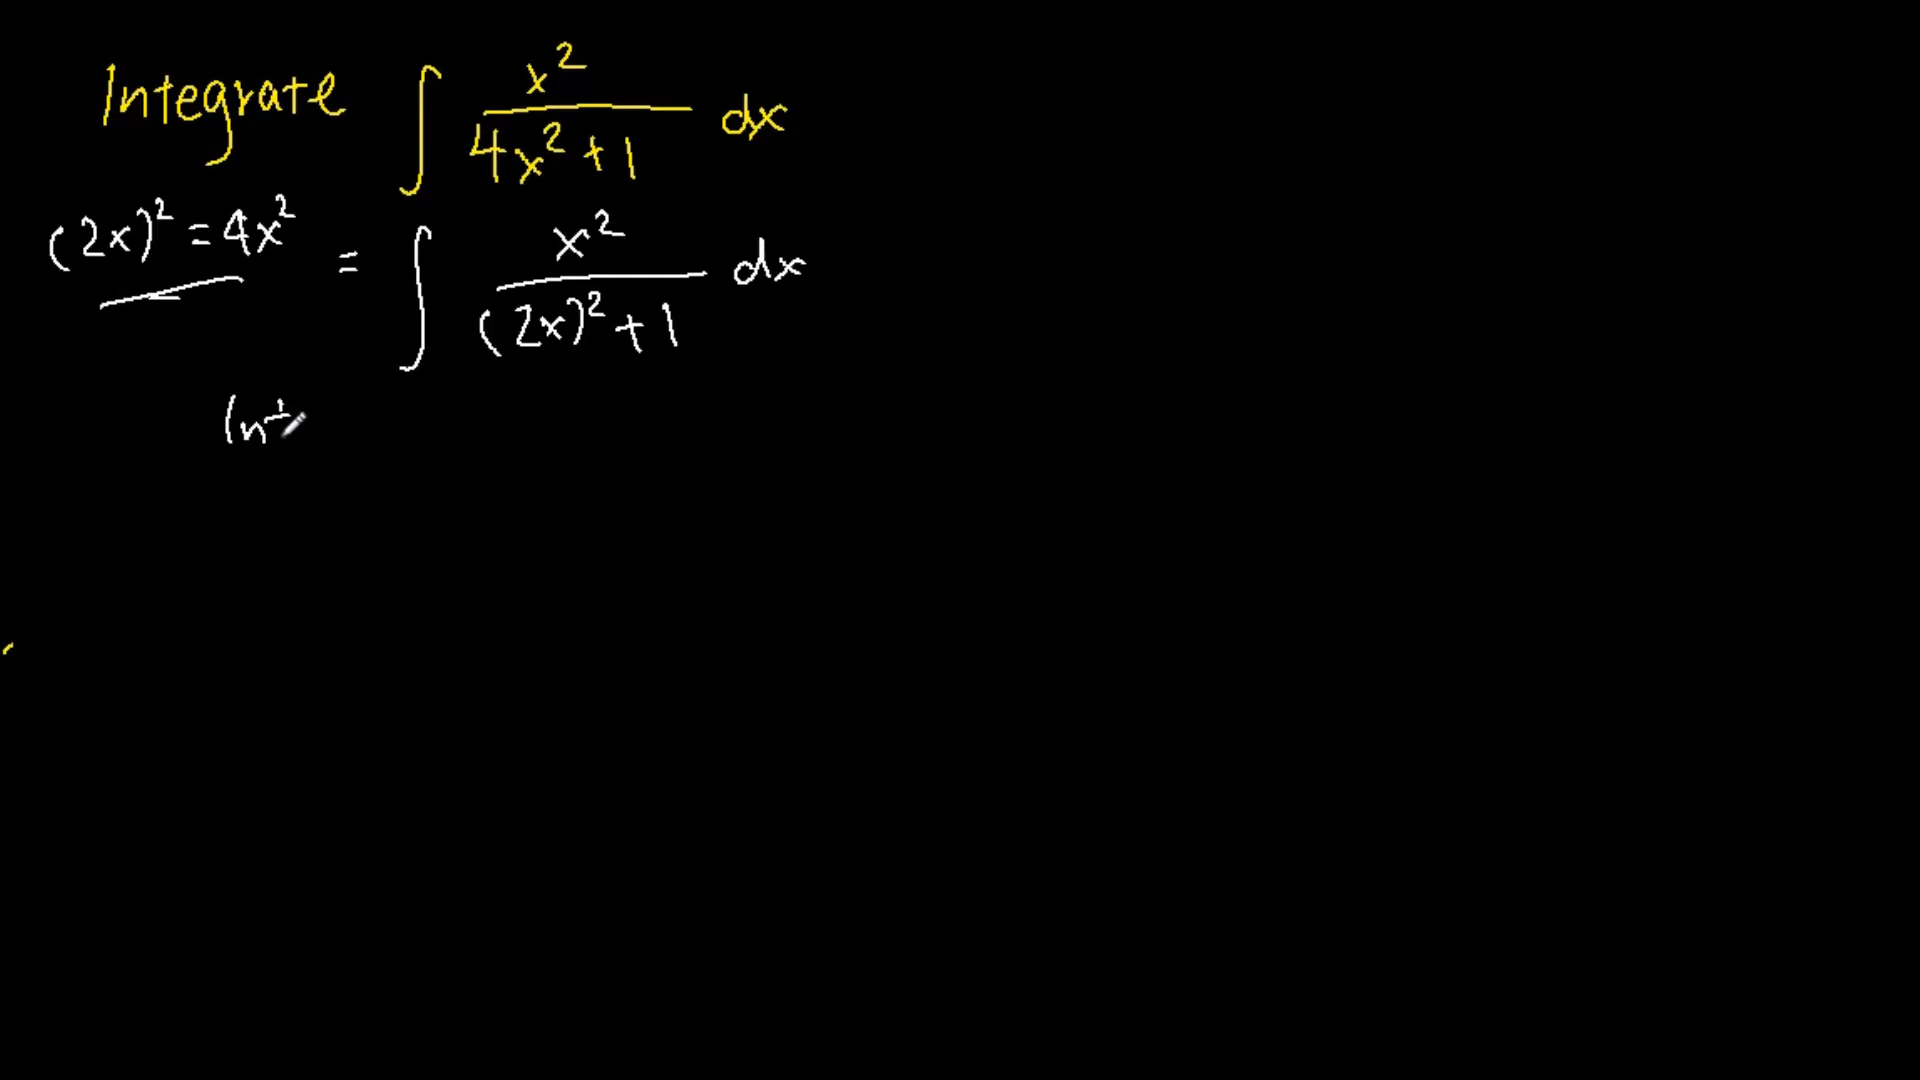 Integrate ∫ x²/(4x²+1) dx
(2x)² = 4x²
= ∫ x²/((2x)²+1) dx